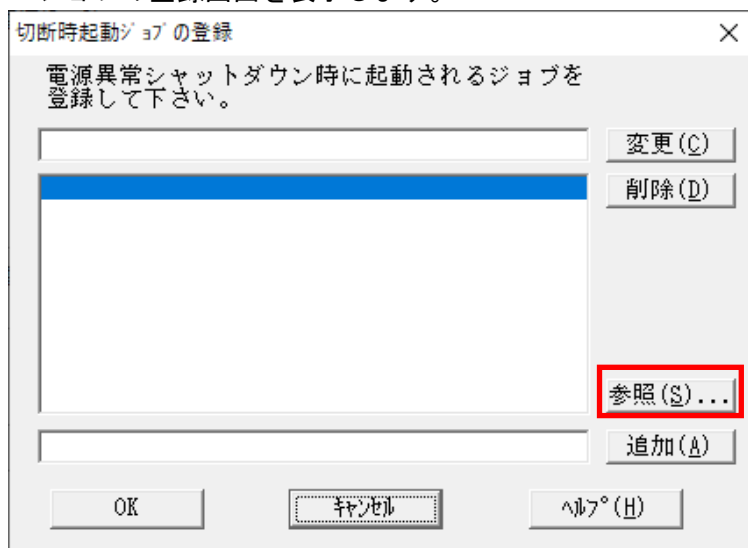 切断時起動ｼﾞｮﾌﾞの登録
電源異常シャットダウン時に起動されるジョブを
登録して下さい。
変更(C)
削除(D)
参照(S)...
追加(A)
OK
ｷｬﾝｾﾙ
ﾍﾙﾌﾟ(H)